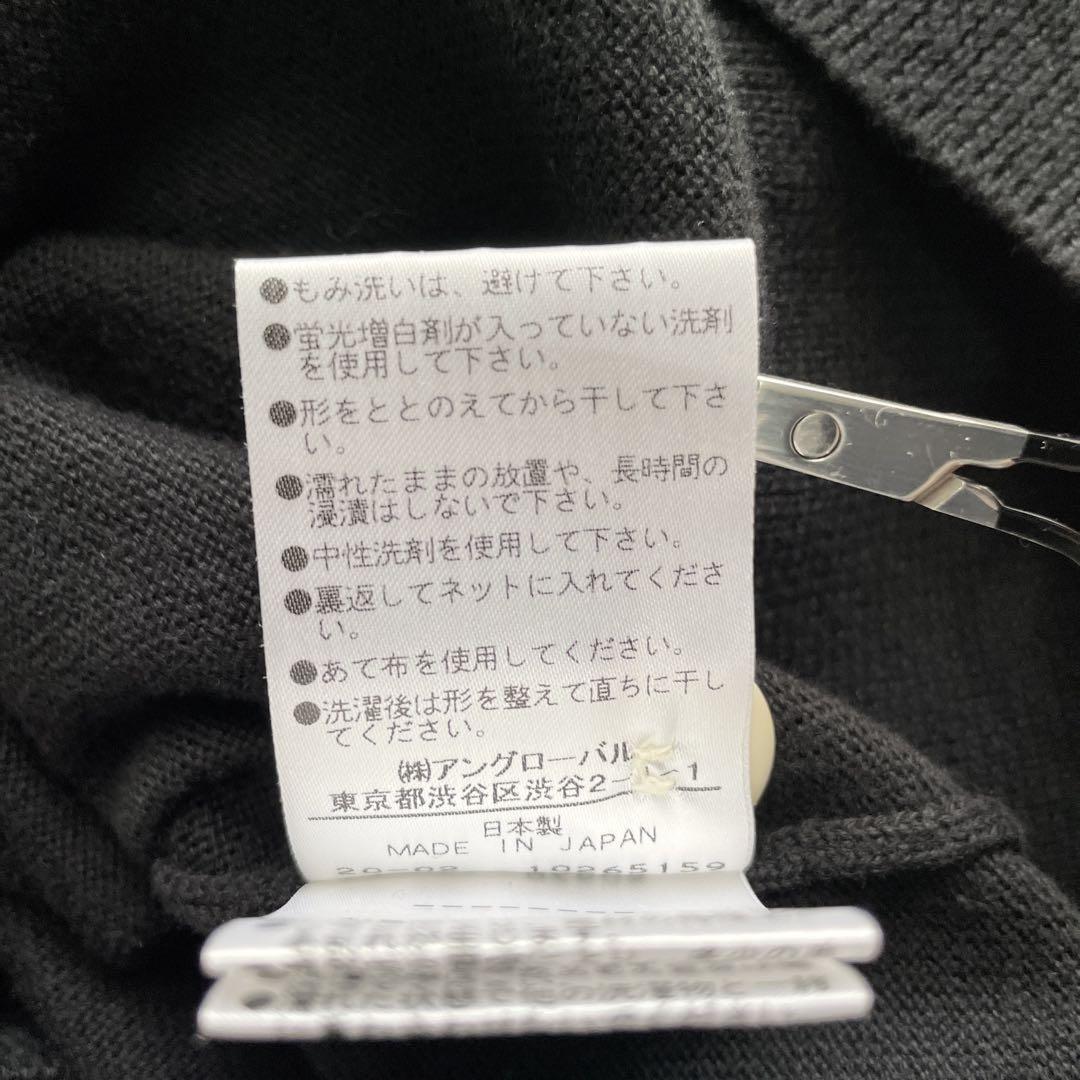 ●もみ洗いは、避けて下さい。
●蛍光増白剤が入っていない洗剤
を使用して下さい。
●形をととのえてから干して下さ
い。
●濡れたままの放置や、長時間の
浸漬はしないで下さい。
●中性洗剤を使用して下さい。
●裏返してネットに入れてくださ
い。
●あて布を使用してください。
●洗濯後は形を整えて直ちに干し
てください。
㈱アングローバル
東京都渋谷区渋谷2
1
日本製
MADE IN JAPAN
20-02 10265159